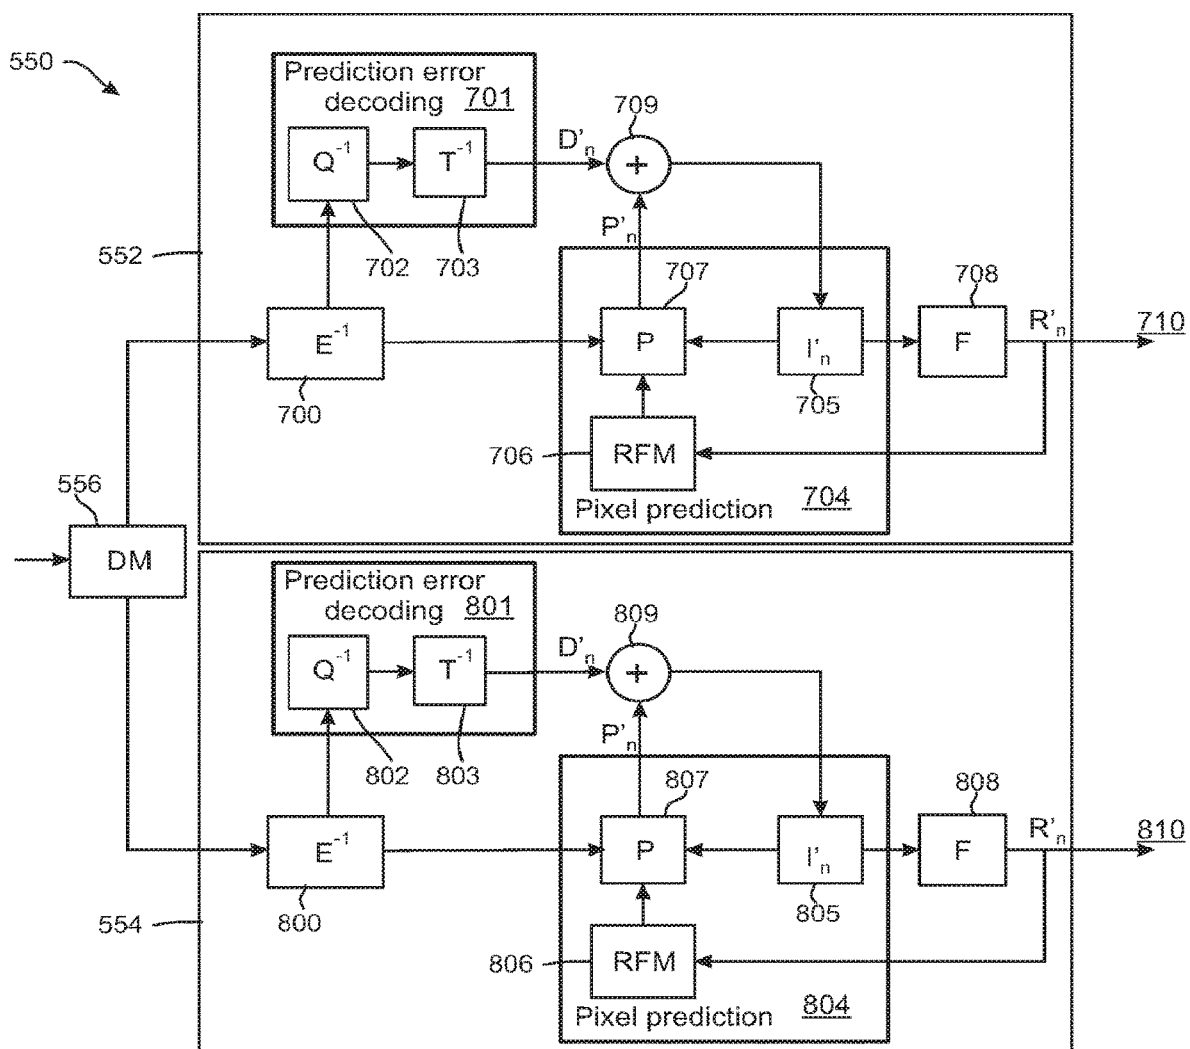 550
Prediction error
decoding 701
Q⁻¹
T⁻¹
D'n
709
+
P'n
552
702
703
707
708
R'n
710
E⁻¹
P
I'n
F
700
705
706
RFM
704
Pixel prediction
556
DM
Prediction error
decoding 801
Q⁻¹
T⁻¹
D'n
809
+
P'n
802
803
807
808
R'n
810
E⁻¹
P
I'n
F
554
800
805
806
RFM
804
Pixel prediction